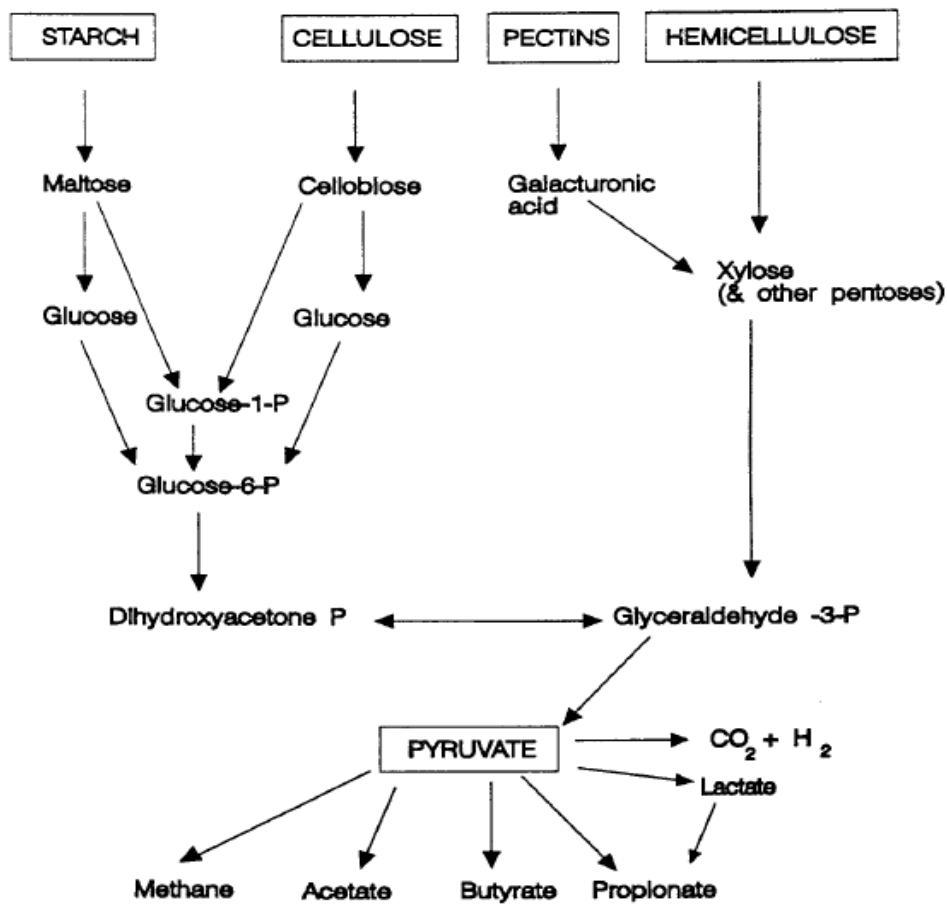 STARCH
CELLULOSE
PECTINS
HEMICELLULOSE
Maltose
Cellobiose
Galacturonic
acid
Xylose
(& other pentoses)
Glucose
Glucose
Glucose-1-P
Glucose-6-P
Dihydroxyacetone P
Glyceraldehyde -3-P
PYRUVATE
CO2 + H2
Lactate
Methane
Acetate
Butyrate
Propionate